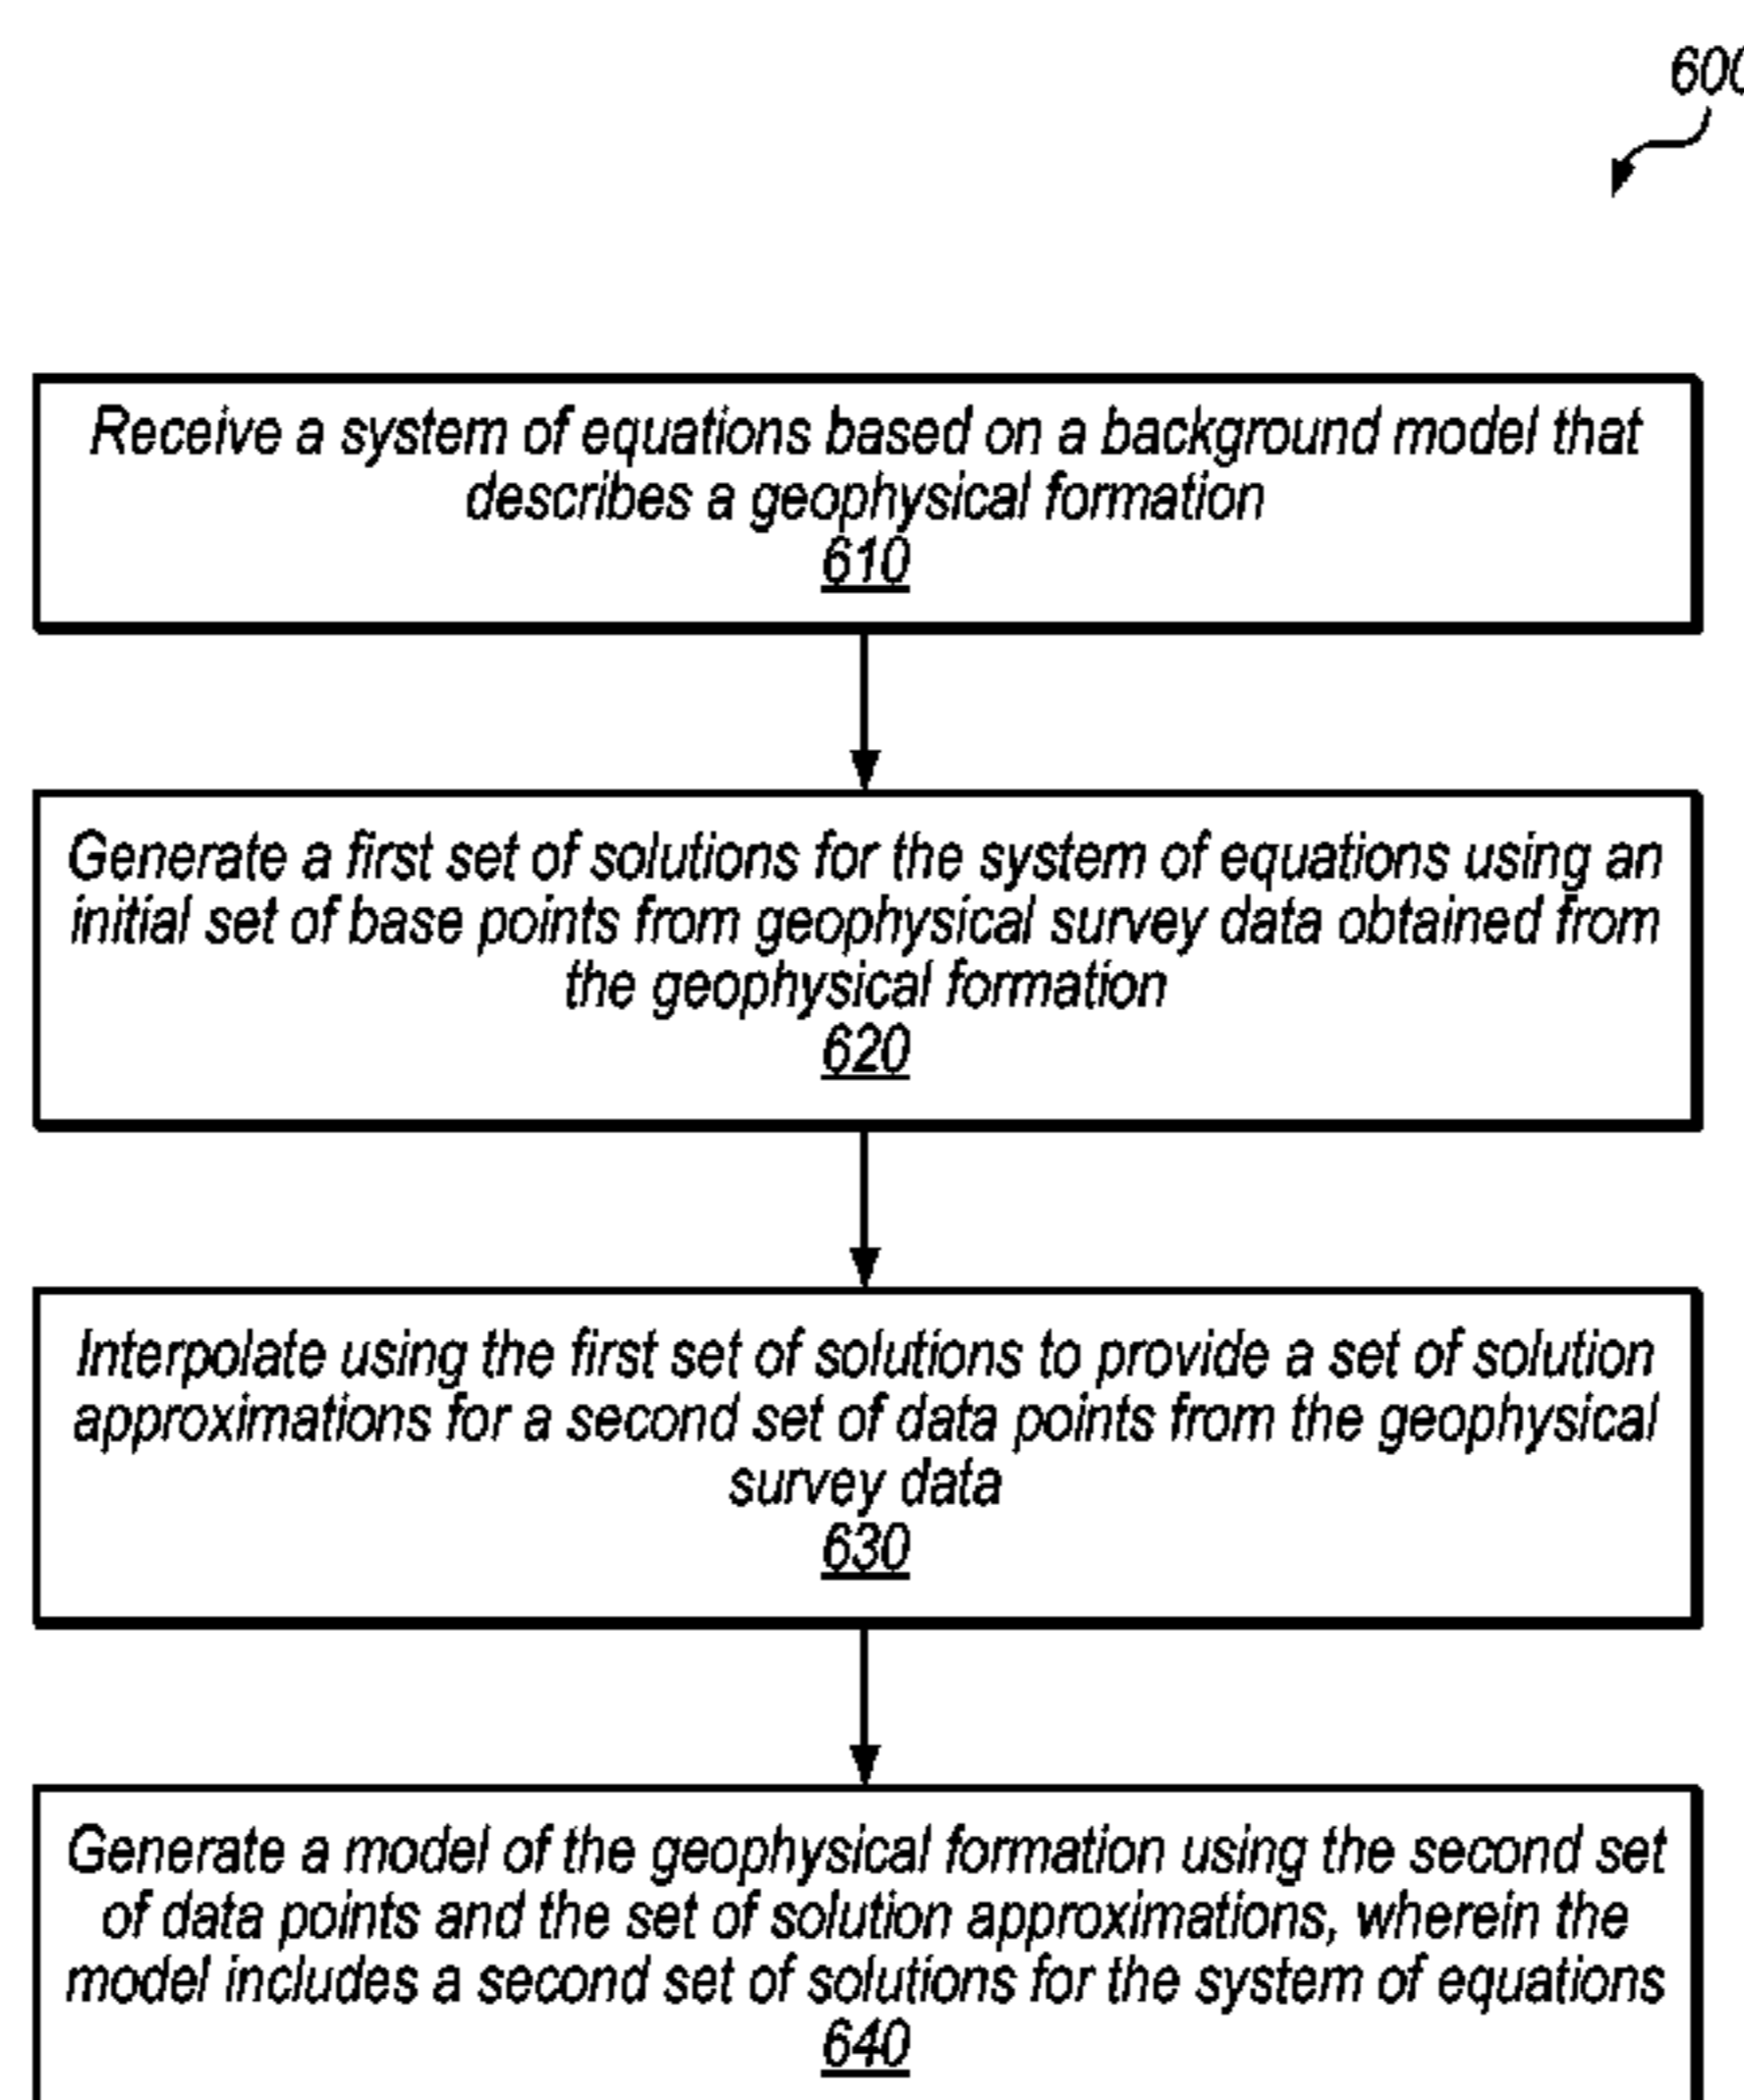 600
Receive a system of equations based on a background model that
describes a geophysical formation
610
Generate a first set of solutions for the system of equations using an
initial set of base points from geophysical survey data obtained from
the geophysical formation
620
Interpolate using the first set of solutions to provide a set of solution
approximations for a second set of data points from the geophysical
survey data
630
Generate a model of the geophysical formation using the second set
of data points and the set of solution approximations, wherein the
model includes a second set of solutions for the system of equations
640